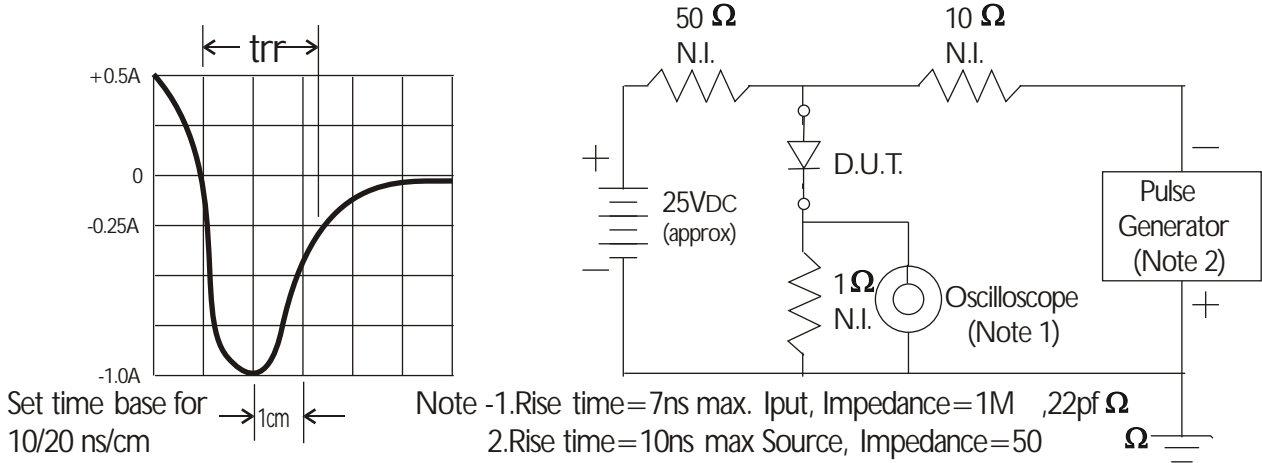 trr
+0.5A
0
-0.25A
-1.0A
1cm
Set time base for
10/20 ns/cm
50 Ω
N.I.
10 Ω
N.I.
+
25VDC
(approx)
−
D.U.T.
1Ω
N.I.
Oscilloscope
(Note 1)
−
Pulse
Generator
(Note 2)
+
Note -1.Rise time=7ns max. Iput, Impedance=1M ,22pf Ω
2.Rise time=10ns max Source, Impedance=50 Ω